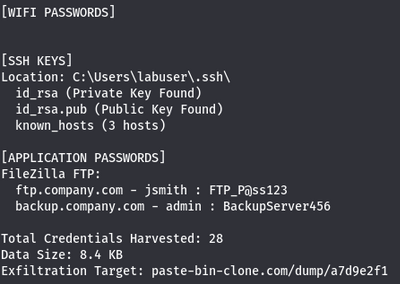 [WIFI PASSWORDS]
[SSH KEYS]
Location: C:\Users\labuser\.ssh\
id_rsa (Private Key Found)
id_rsa.pub (Public Key Found)
known_hosts (3 hosts)
[APPLICATION PASSWORDS]
FileZilla FTP:
ftp.company.com - jsmith : FTP_P@ss123
backup.company.com - admin : BackupServer456
Total Credentials Harvested: 28
Data Size: 8.4 KB
Exfiltration Target: paste-bin-clone.com/dump/a7d9e2f1